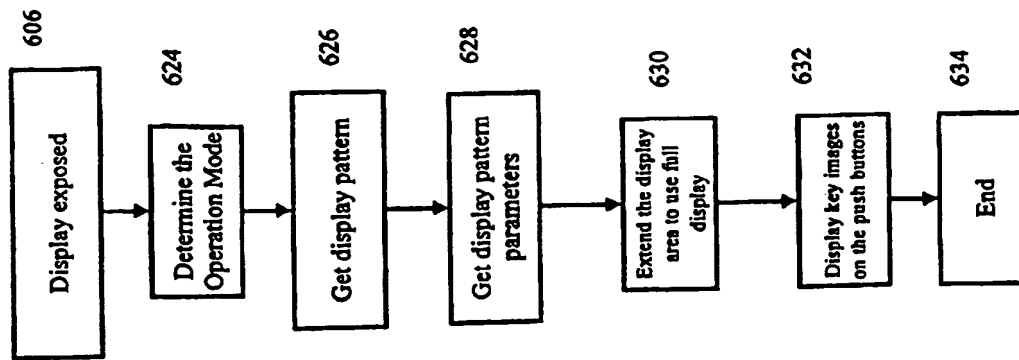 606
Display exposed
624
Determine the
Operation Mode
626
Get display pattern
628
Get display pattern
parameters
630
Extend the display
area to use full
display
632
Display key images
on the push buttons
634
End